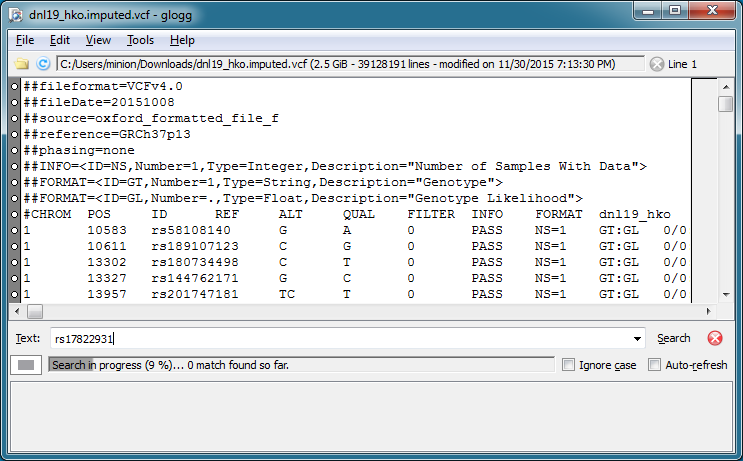 dnl19_hko.imputed.vcf - glogg
File Edit View Tools Help
C:/Users/minion/Downloads/dnl19_hko.imputed.vcf (2.5 GiB - 39128191 lines - modified on 11/30/2015 7:13:30 PM) Line 1
##fileformat=VCFv4.0
##fileDate=20151008
##source=oxford_formatted_file_f
##reference=GRCh37p13
##phasing=none
##INFO=<ID=NS,Number=1,Type=Integer,Description="Number of Samples With Data">
##FORMAT=<ID=GT,Number=1,Type=String,Description="Genotype">
##FORMAT=<ID=GL,Number=.,Type=Float,Description="Genotype Likelihood">
#CHROM POS ID REF ALT QUAL FILTER INFO FORMAT dnl19_hko
1 10583 rs58108140 G A 0 PASS NS=1 GT:GL 0/0
1 10611 rs189107123 C G 0 PASS NS=1 GT:GL 0/0
1 13302 rs180734498 C T 0 PASS NS=1 GT:GL 0/0
1 13327 rs144762171 G C 0 PASS NS=1 GT:GL 0/0
1 13957 rs201747181 TC T 0 PASS NS=1 GT:GL 0/0
Text: rs17822931 Search
Search in progress (9 %)... 0 match found so far. Ignore case Auto-refresh